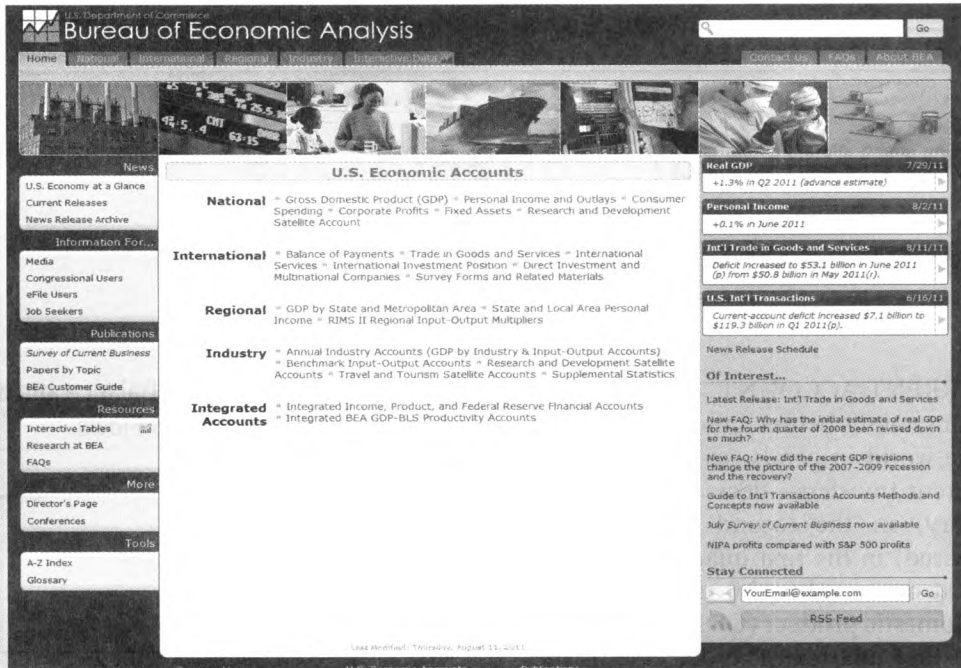 U.S. Department of Commerce
Bureau of Economic Analysis
Go
Home National International Regional Industry Interactive Data
Contact Us FAQs About BEA
News
U.S. Economy at a Glance
Current Releases
News Release Archive
Information For...
Media
Congressional Users
eFile Users
Job Seekers
Publications
Survey of Current Business
Papers by Topic
BEA Customer Guide
Resources
Interactive Tables
Research at BEA
FAQs
More
Director's Page
Conferences
Tools
A-Z Index
Glossary
U.S. Economic Accounts
National Gross Domestic Product (GDP) Personal Income and Outlays Consumer
Spending Corporate Profits Fixed Assets Research and Development
Satellite Account
International Balance of Payments Trade in Goods and Services International
Services International Investment Position Direct Investment and
Multinational Companies Survey Forms and Related Materials
Regional GDP by State and Metropolitan Area State and Local Area Personal
Income RIMS II Regional Input-Output Multipliers
Industry Annual Industry Accounts (GDP by Industry & Input-Output Accounts)
Benchmark Input-Output Accounts Research and Development Satellite
Accounts Travel and Tourism Satellite Accounts Supplemental Statistics
Integrated Integrated Income, Product, and Federal Reserve Financial Accounts
Accounts Integrated BEA GDP-BLS Productivity Accounts
Last Modified: Thursday, August 11, 2011
Real GDP 7/29/11
+1.3% in Q2 2011 (advance estimate)
Personal Income 8/2/11
+0.1% in June 2011
Int'l Trade in Goods and Services 8/11/11
Deficit increased to $53.1 billion in June 2011
(p) from $50.8 billion in May 2011(r).
U.S. Int'l Transactions 6/16/11
Current-account deficit increased $7.1 billion to
$119.3 billion in Q1 2011(p).
News Release Schedule
Of Interest...
Latest Release: Int'l Trade in Goods and Services
New FAQ: Why has the initial estimate of real GDP
for the fourth quarter of 2008 been revised down
so much?
New FAQ: How did the recent GDP revisions
change the picture of the 2007-2009 recession
and the recovery?
Guide to Int'l Transactions Accounts Methods and
Concepts now available
July Survey of Current Business now available
NIPA profits compared with S&P 500 profits
Stay Connected
YourEmail@example.com Go
RSS Feed